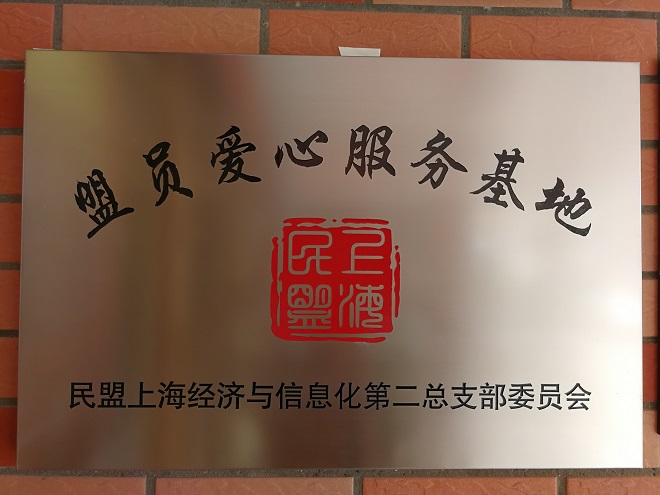 盟员爱心服务基地
上海民盟
民盟上海经济与信息化第二总支部委员会